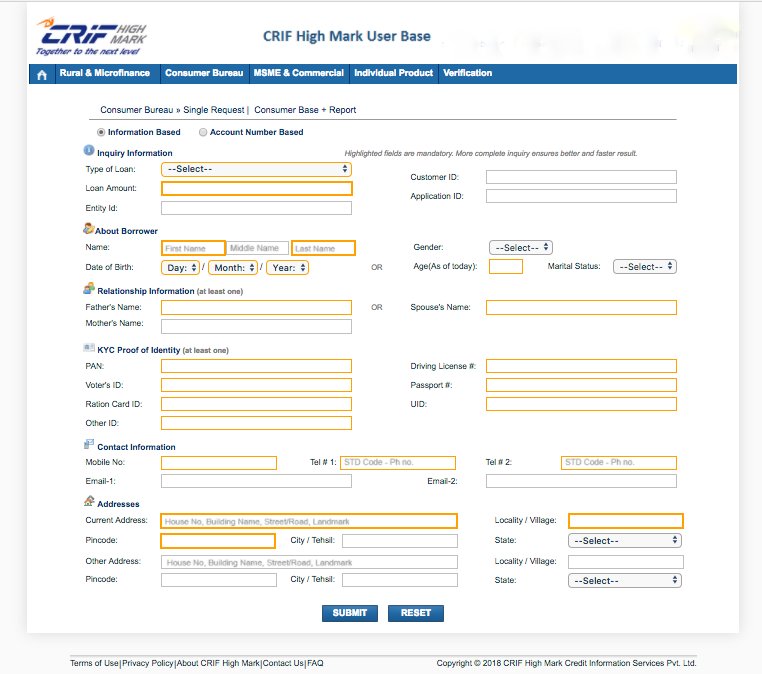 CRIF HIGH MARK
Together to the next level
CRIF High Mark User Base
Rural & Microfinance Consumer Bureau MSME & Commercial Individual Product Verification
Consumer Bureau » Single Request | Consumer Base + Report
Information Based Account Number Based
Inquiry Information Highlighted fields are mandatory. More complete inquiry ensures better and faster result.
Type of Loan: --Select-- Customer ID:
Loan Amount: Application ID:
Entity Id:
About Borrower
Name: First Name Middle Name Last Name Gender: --Select--
Date of Birth: Day: / Month: / Year: OR Age(As of today): Marital Status: --Select--
Relationship Information (at least one)
Father's Name: OR Spouse's Name:
Mother's Name:
KYC Proof of Identity (at least one)
PAN: Driving License #:
Voter's ID: Passport #:
Ration Card ID: UID:
Other ID:
Contact Information
Mobile No: Tel # 1: STD Code - Ph no. Tel # 2: STD Code - Ph no.
Email-1: Email-2:
Addresses
Current Address: House No, Building Name, Street/Road, Landmark Locality / Village:
Pincode: City / Tehsil: State: --Select--
Other Address: House No, Building Name, Street/Road, Landmark Locality / Village:
Pincode: City / Tehsil: State: --Select--
SUBMIT RESET
Terms of Use|Privacy Policy|About CRIF High Mark|Contact Us|FAQ Copyright © 2018 CRIF High Mark Credit Information Services Pvt. Ltd.